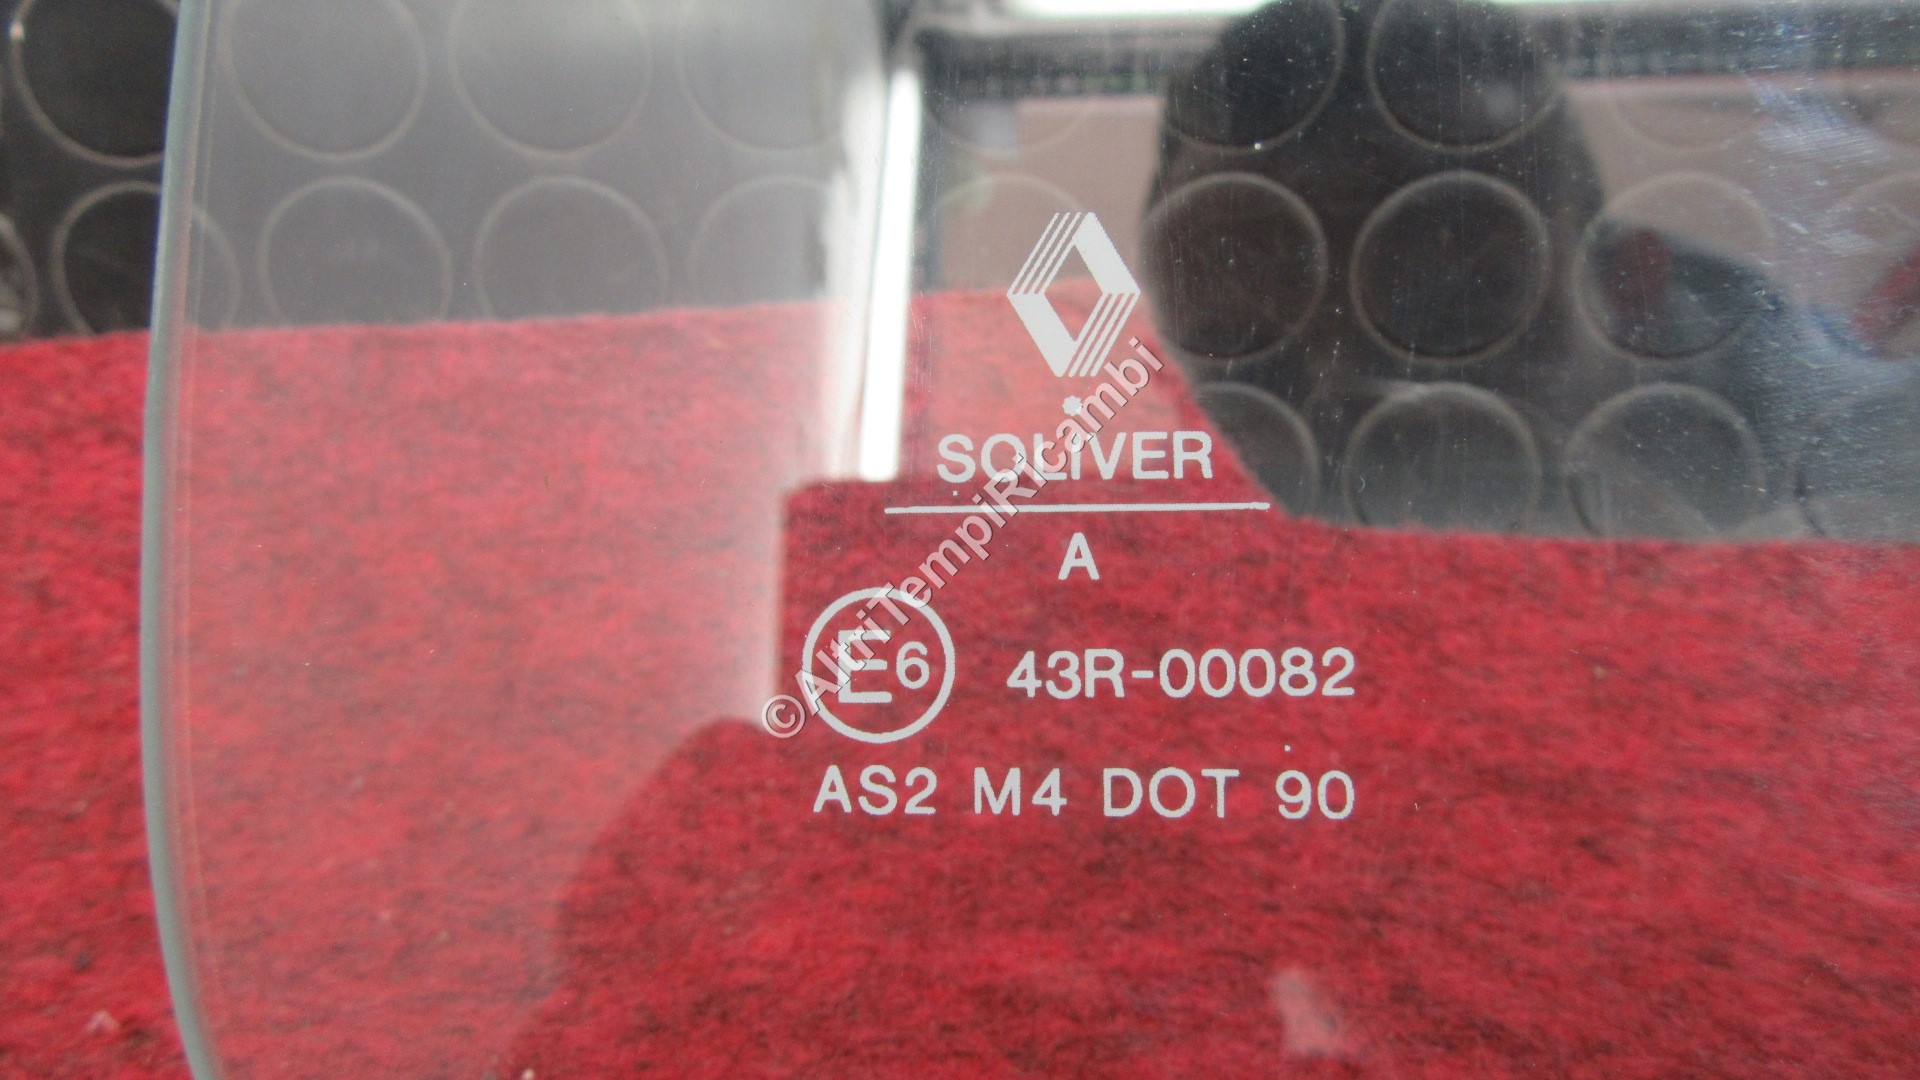 SOLIVER
A
E6 43R-00082
AS2 M4 DOT 90
©AltriTempiRicambi